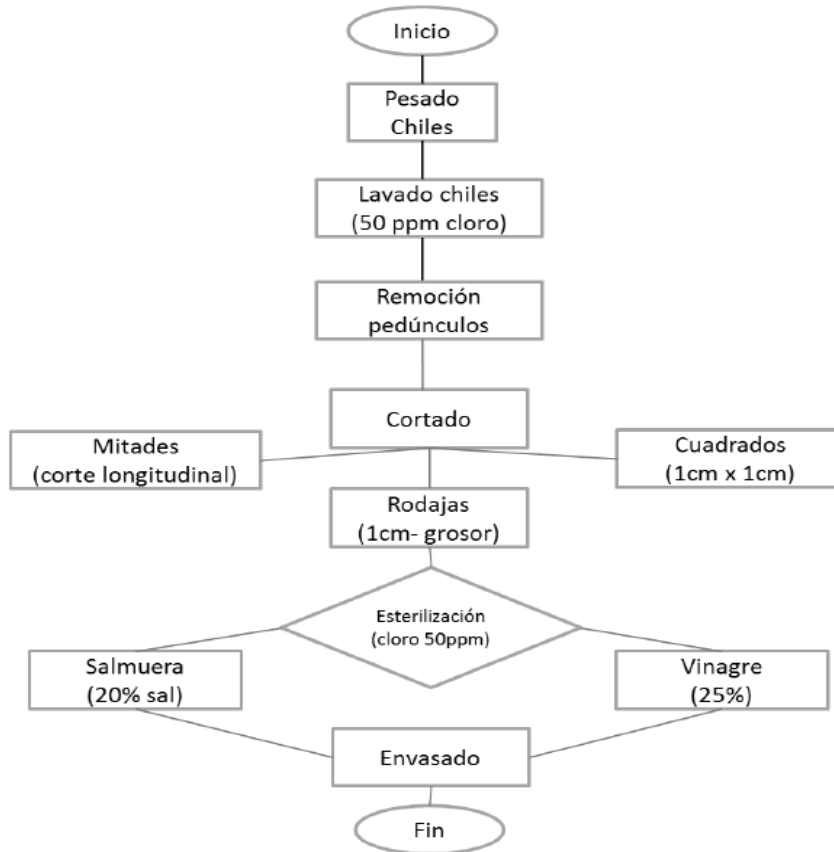 Inicio
Pesado
Chiles
Lavado chiles
(50 ppm cloro)
Remoción
pedúnculos
Cortado
Mitades
(corte longitudinal)
Cuadrados
(1cm x 1cm)
Rodajas
(1cm- grosor)
Esterilización
(cloro 50ppm)
Salmuera
(20% sal)
Vinagre
(25%)
Envasado
Fin